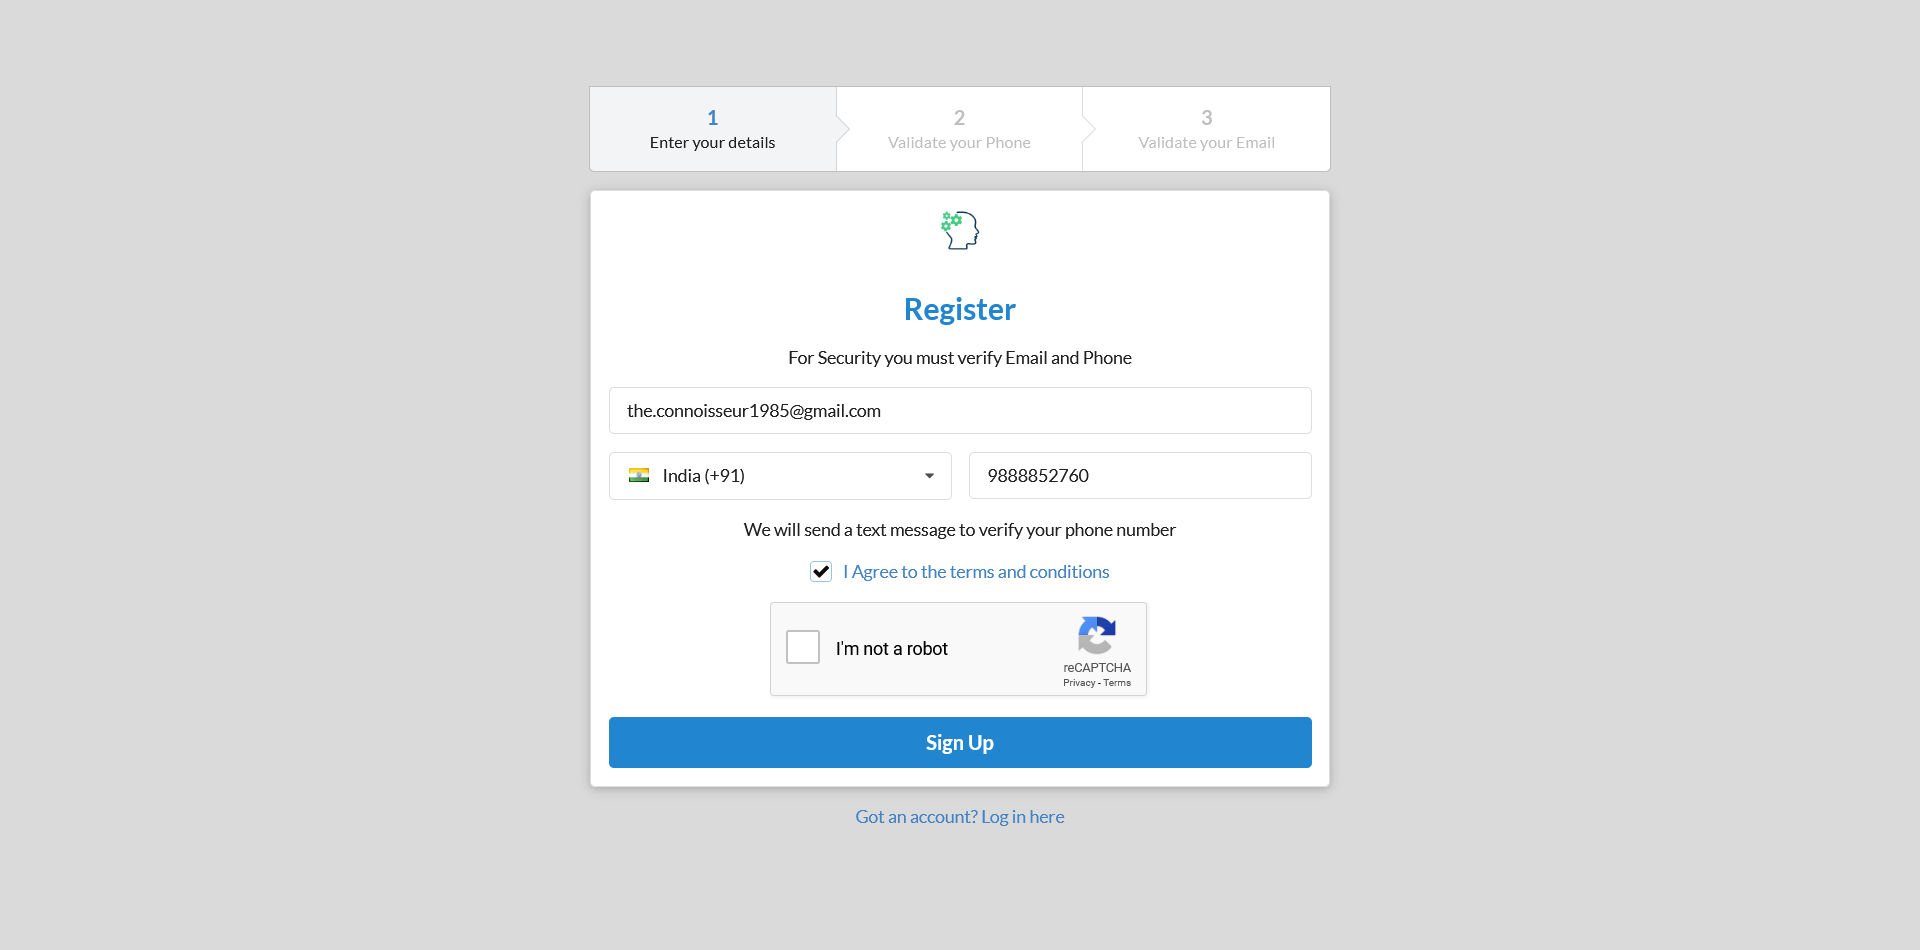 1
Enter your details
2
Validate your Phone
3
Validate your Email
Register
For Security you must verify Email and Phone
the.connoisseur1985@gmail.com
India (+91)
9888852760
We will send a text message to verify your phone number
I Agree to the terms and conditions
I'm not a robot
reCAPTCHA
Privacy - Terms
Sign Up
Got an account? Log in here